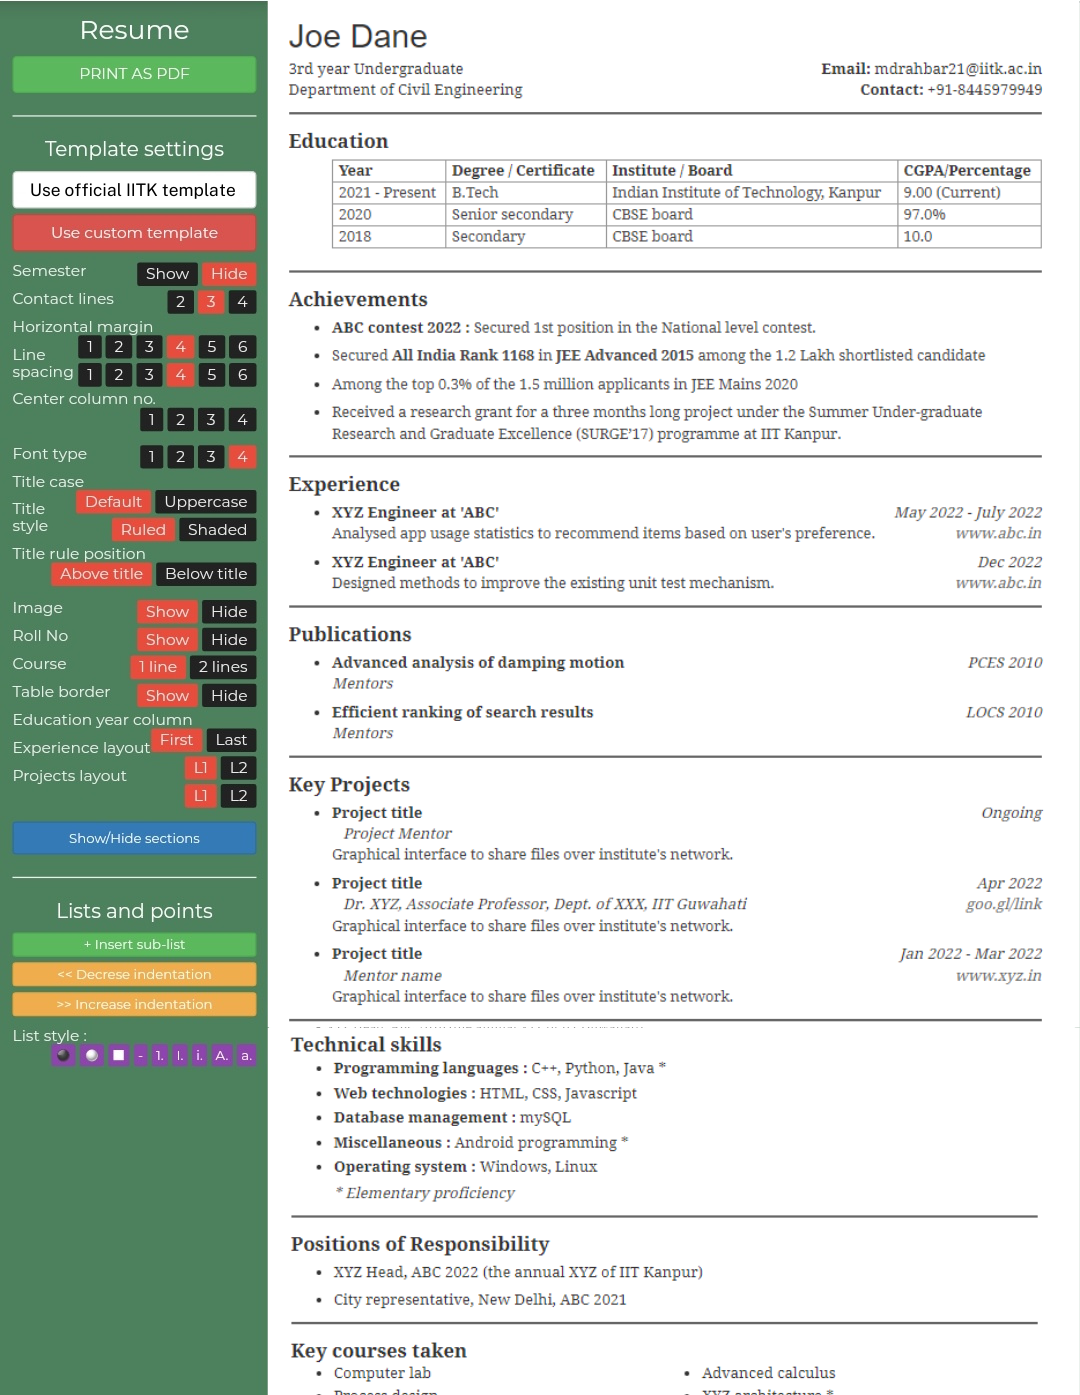 Resume
PRINT AS PDF
Template settings
Use official IITK template
Use custom template
Semester Show Hide
Contact lines 2 3 4
Horizontal margin
1 2 3 4 5 6
Line spacing 1 2 3 4 5 6
Center column no.
1 2 3 4
Font type 1 2 3 4
Title case
Default Uppercase
Title style
Ruled Shaded
Title rule position
Above title Below title
Image Show Hide
Roll No Show Hide
Course 1 line 2 lines
Table border Show Hide
Education year column
First Last
Experience layout
L1 L2
Projects layout
L1 L2
Show/Hide sections
Lists and points
+ Insert sub-list
<< Decrese indentation
>> Increase indentation
List style :
- 1. I. i. A. a.
Joe Dane
3rd year Undergraduate
Email: mdrahbar21@iitk.ac.in
Department of Civil Engineering
Contact: +91-8445979949
Education
Year Degree / Certificate Institute / Board CGPA/Percentage
2021 - Present B.Tech Indian Institute of Technology, Kanpur 9.00 (Current)
2020 Senior secondary CBSE board 97.0%
2018 Secondary CBSE board 10.0
Achievements
• ABC contest 2022 : Secured 1st position in the National level contest.
• Secured All India Rank 1168 in JEE Advanced 2015 among the 1.2 Lakh shortlisted candidate
• Among the top 0.3% of the 1.5 million applicants in JEE Mains 2020
• Received a research grant for a three months long project under the Summer Under-graduate
Research and Graduate Excellence (SURGE'17) programme at IIT Kanpur.
Experience
• XYZ Engineer at 'ABC' May 2022 - July 2022
Analysed app usage statistics to recommend items based on user's preference. www.abc.in
• XYZ Engineer at 'ABC' Dec 2022
Designed methods to improve the existing unit test mechanism. www.abc.in
Publications
• Advanced analysis of damping motion PCES 2010
Mentors
• Efficient ranking of search results LOCS 2010
Mentors
Key Projects
• Project title Ongoing
Project Mentor
Graphical interface to share files over institute's network.
• Project title Apr 2022
Dr. XYZ, Associate Professor, Dept. of XXX, IIT Guwahati goo.gl/link
Graphical interface to share files over institute's network.
• Project title Jan 2022 - Mar 2022
Mentor name www.xyz.in
Graphical interface to share files over institute's network.
Technical skills
• Programming languages : C++, Python, Java *
• Web technologies : HTML, CSS, Javascript
• Database management : mySQL
• Miscellaneous : Android programming *
• Operating system : Windows, Linux
* Elementary proficiency
Positions of Responsibility
• XYZ Head, ABC 2022 (the annual XYZ of IIT Kanpur)
• City representative, New Delhi, ABC 2021
Key courses taken
• Computer lab • Advanced calculus
• Process design • XYZ architecture *